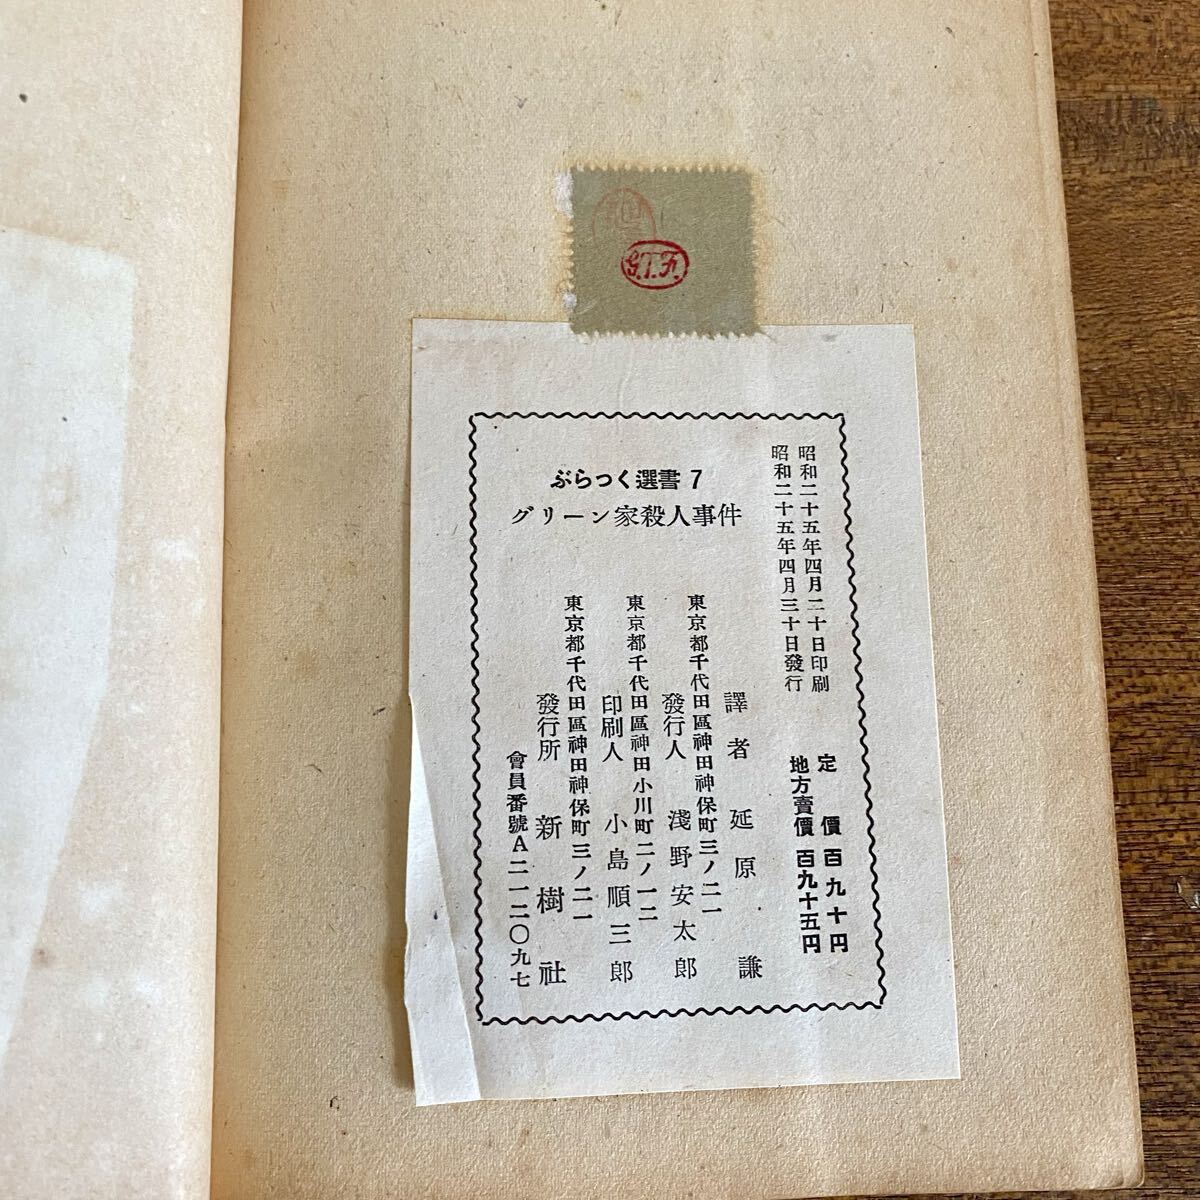 G.T.F.
ぶらつく選書 7
グリーン家殺人事件
昭和二十五年四月二十日印刷
昭和二十五年四月三十日發行
定價百九十円
地方賣價百九十五円
譯者 延原謙
東京都千代田區神田神保町三ノ二一
發行人 淺野安太郎
東京都千代田區神田小川町二ノ一二
印刷人 小島順三郎
東京都千代田區神田神保町三ノ二一
發行所 新樹社
會員番號A二一二〇九七